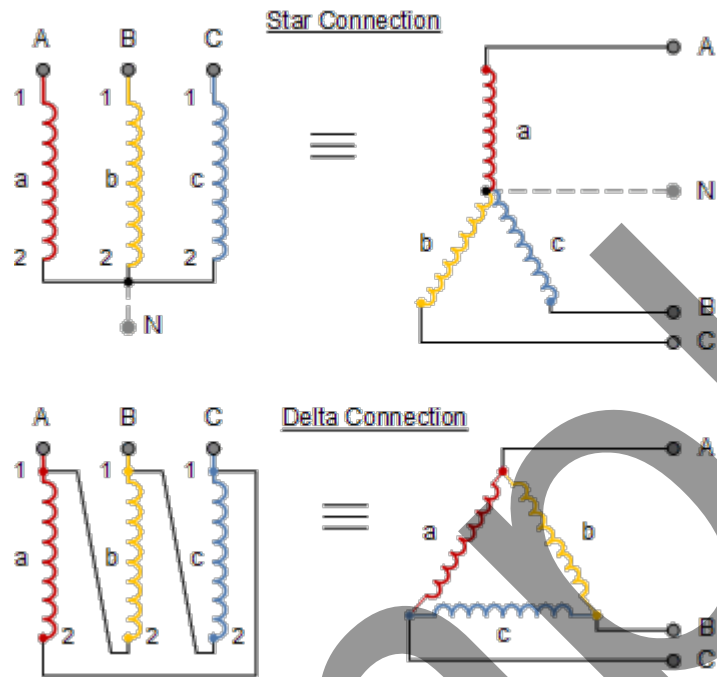 Star Connection
A B C
A
1 1 1
a
a b c
N
b c
2 2 2
B
N
C
Delta Connection
A B C
A
1 1 1
a b
a b c
2 2 2
B
c
C